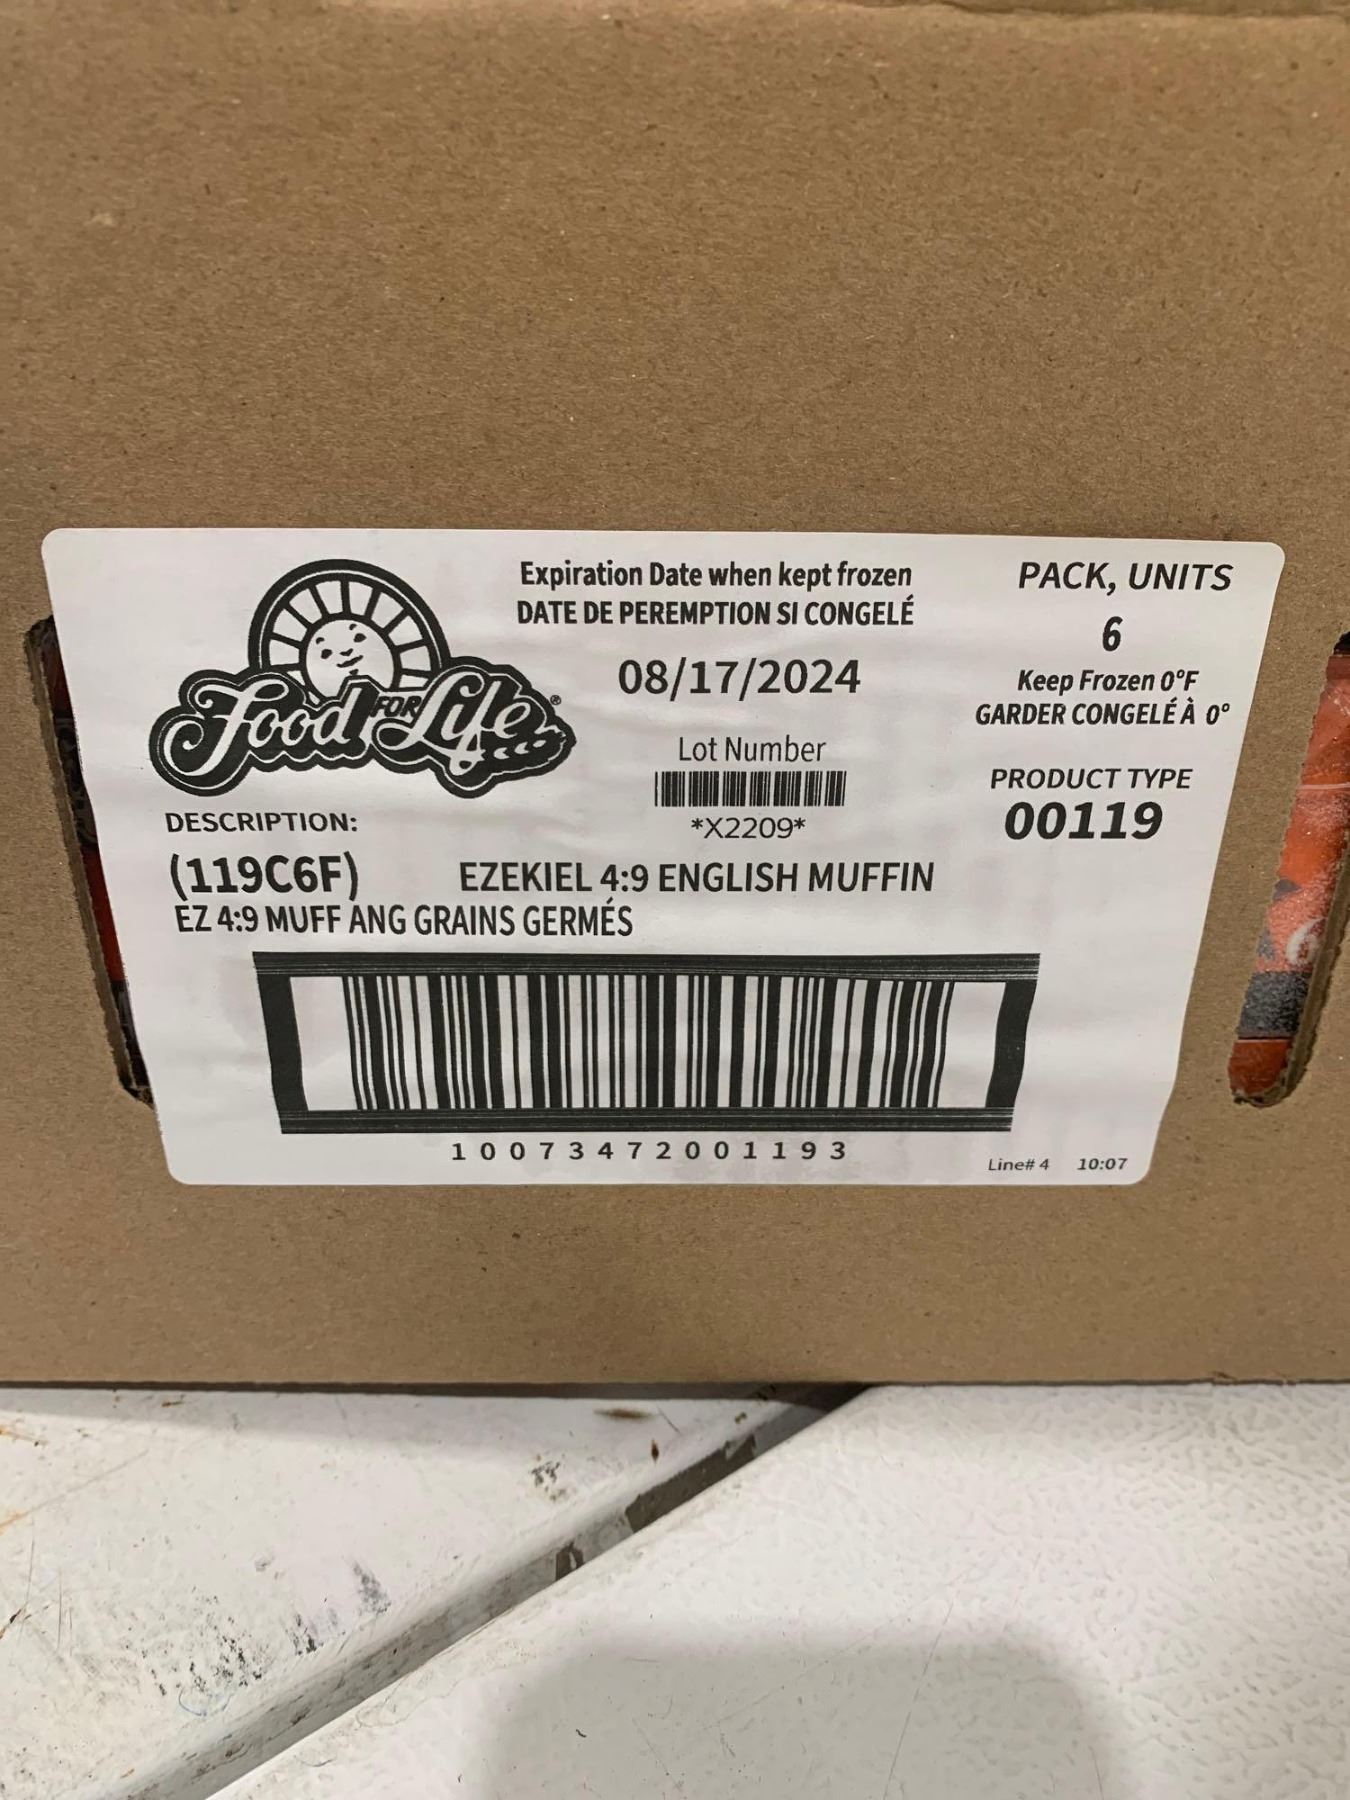 Food FOR Life®
Expiration Date when kept frozen
DATE DE PEREMPTION SI CONGELÉ
08/17/2024
Lot Number
*X2209*
PACK, UNITS
6
Keep Frozen 0°F
GARDER CONGELÉ À 0°
PRODUCT TYPE
00119
DESCRIPTION:
(119C6F) EZEKIEL 4:9 ENGLISH MUFFIN
EZ 4:9 MUFF ANG GRAINS GERMÉS
10073472001193
Line# 4 10:07